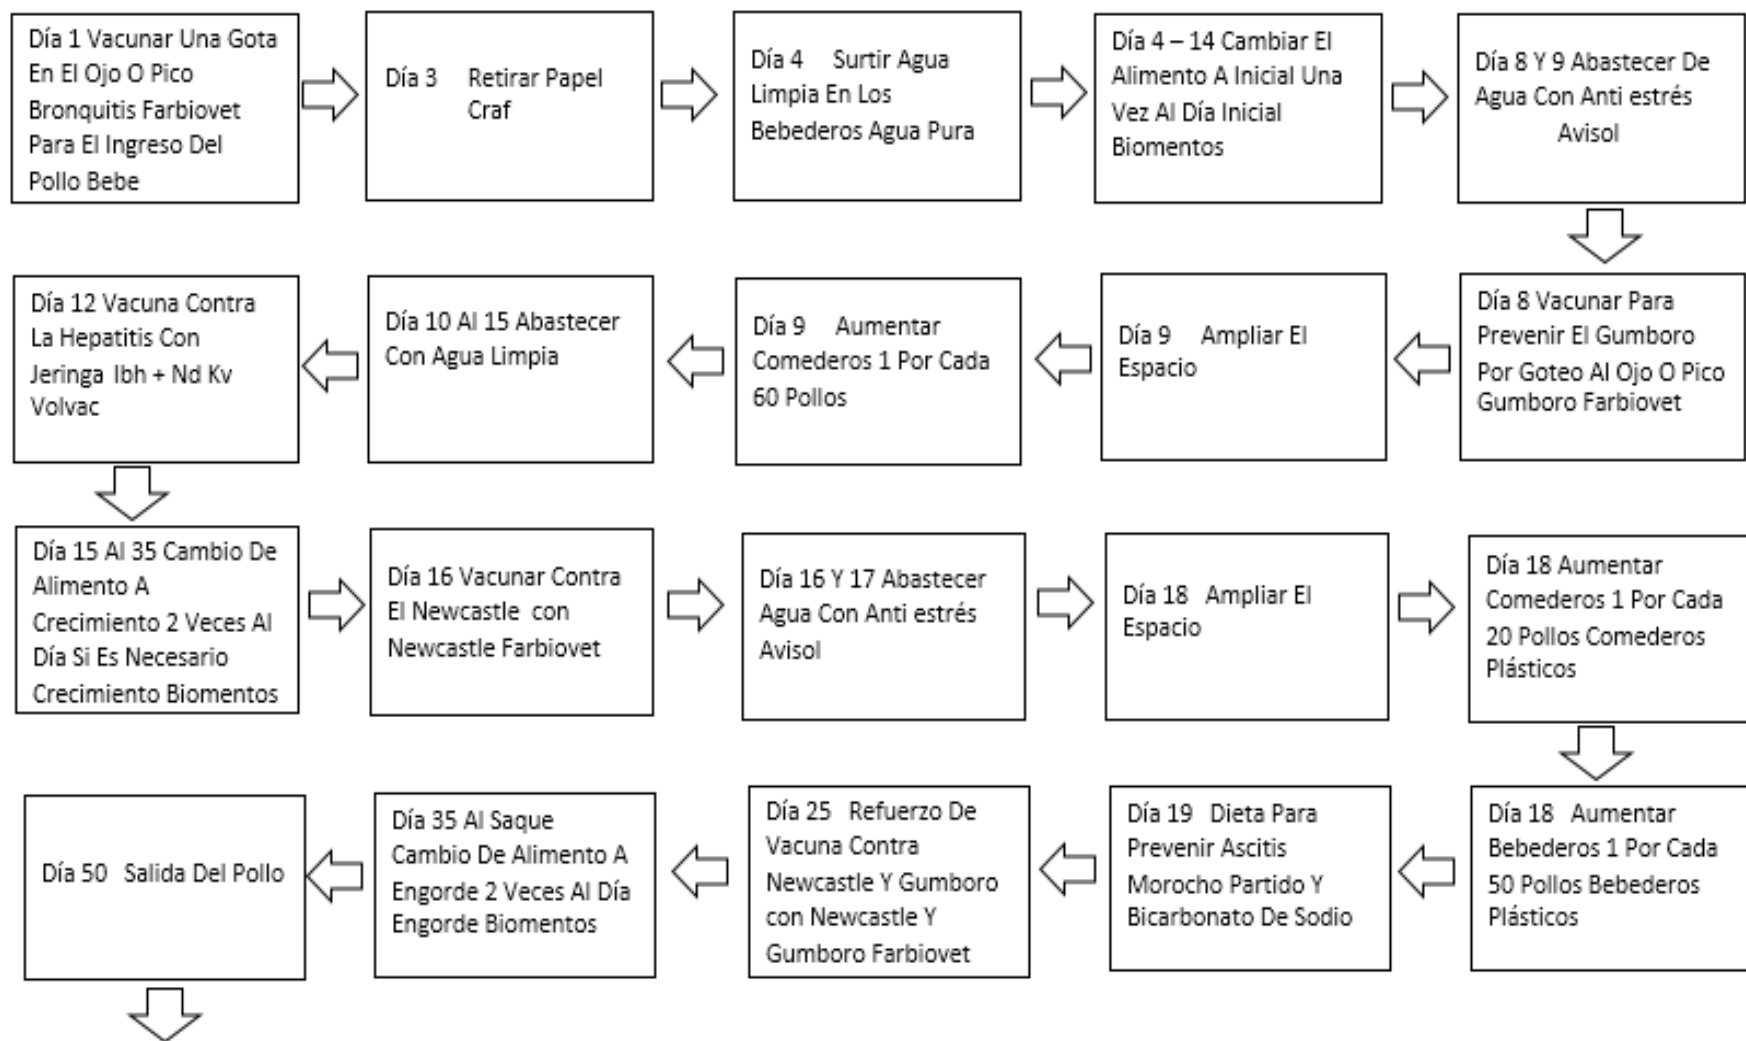 Día 1 Vacunar Una Gota
En El Ojo O Pico
Bronquitis Farbiovet
Para El Ingreso Del
Pollo Bebe
Día 3 Retirar Papel
Craf
Día 4 Surtir Agua
Limpia En Los
Bebederos Agua Pura
Día 4 – 14 Cambiar El
Alimento A Inicial Una
Vez Al Día Inicial
Biomentos
Día 8 Y 9 Abastecer De
Agua Con Anti estrés
Avisol
Día 8 Vacunar Para
Prevenir El Gumboro
Por Goteo Al Ojo O Pico
Gumboro Farbiovet
Día 9 Ampliar El
Espacio
Día 9 Aumentar
Comederos 1 Por Cada
60 Pollos
Día 10 Al 15 Abastecer
Con Agua Limpia
Día 12 Vacuna Contra
La Hepatitis Con
Jeringa Ibh + Nd Kv
Volvac
Día 15 Al 35 Cambio De
Alimento A
Crecimiento 2 Veces Al
Día Si Es Necesario
Crecimiento Biomentos
Día 16 Vacunar Contra
El Newcastle con
Newcastle Farbiovet
Día 16 Y 17 Abastecer
Agua Con Anti estrés
Avisol
Día 18 Ampliar El
Espacio
Día 18 Aumentar
Comederos 1 Por Cada
20 Pollos Comederos
Plásticos
Día 18 Aumentar
Bebederos 1 Por Cada
50 Pollos Bebederos
Plásticos
Día 19 Dieta Para
Prevenir Ascitis
Morocho Partido Y
Bicarbonato De Sodio
Día 25 Refuerzo De
Vacuna Contra
Newcastle Y Gumboro
con Newcastle Y
Gumboro Farbiovet
Día 35 Al Saque
Cambio De Alimento A
Engorde 2 Veces Al Día
Engorde Biomentos
Día 50 Salida Del Pollo